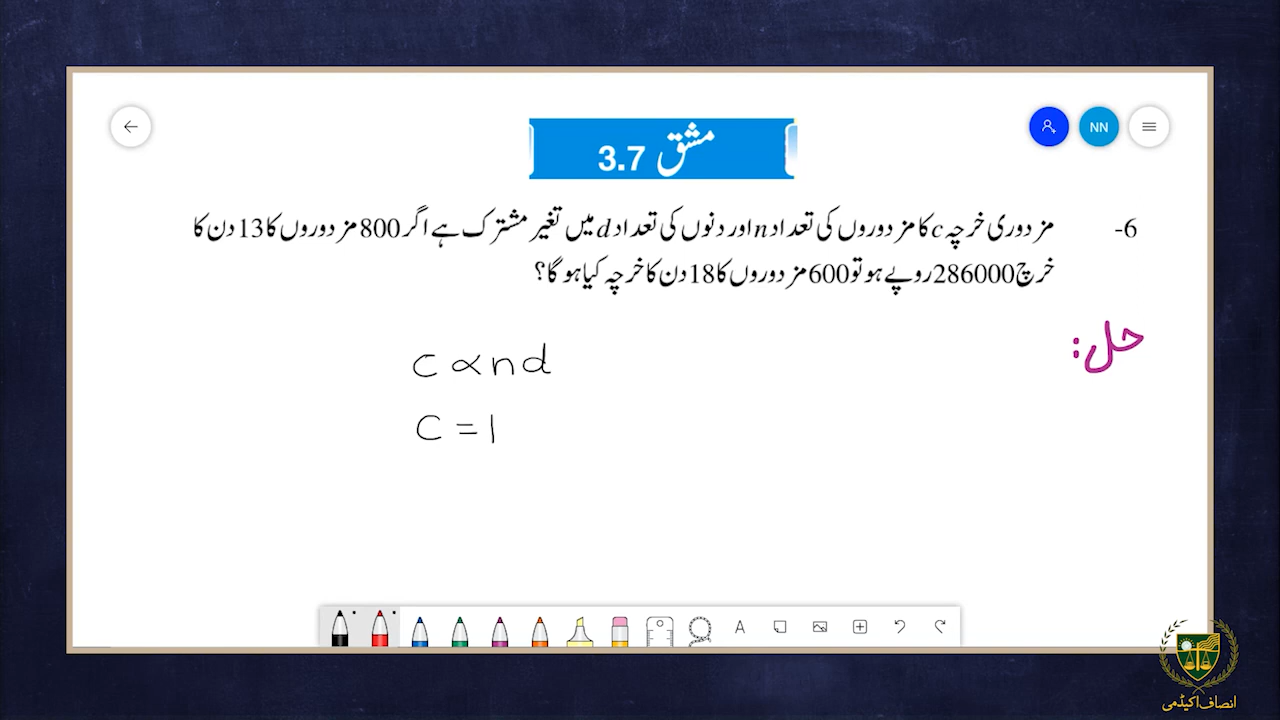 NN
مشق 3.7
6- مزدوری خرچہ c کا مزدوروں کی تعداد n اور دنوں کی تعداد d میں تغیر مشترک ہے اگر 800 مزدوروں کا 13 دن کا
خرچ 286000 روپے ہو تو 600 مزدوروں کا 18 دن کا خرچہ کیا ہو گا؟
حل:
c ∝ nd
c = l
A
انصاف اکیڈمی